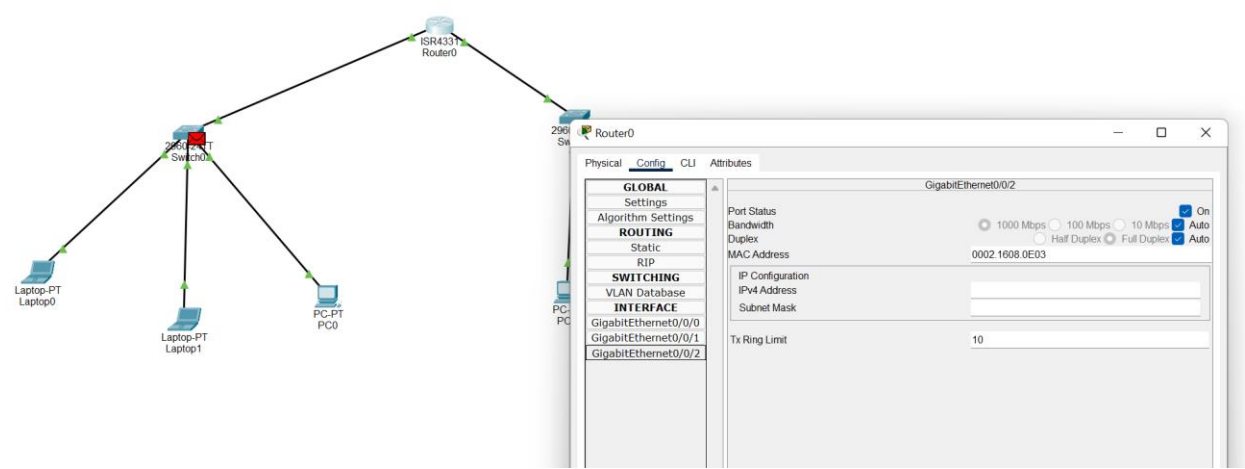 ISR4331
Router0
2960-24TT
Switch0
Laptop-PT
Laptop0
Laptop-PT
Laptop1
PC-PT
PC0
Router0
Physical Config CLI Attributes
GLOBAL
Settings
Algorithm Settings
ROUTING
Static
RIP
SWITCHING
VLAN Database
INTERFACE
GigabitEthernet0/0/0
GigabitEthernet0/0/1
GigabitEthernet0/0/2
GigabitEthernet0/0/2
Port Status On
Bandwidth 1000 Mbps 100 Mbps 10 Mbps Auto
Duplex Half Duplex Full Duplex Auto
MAC Address 0002.1608.0E03
IP Configuration
IPv4 Address
Subnet Mask
Tx Ring Limit 10